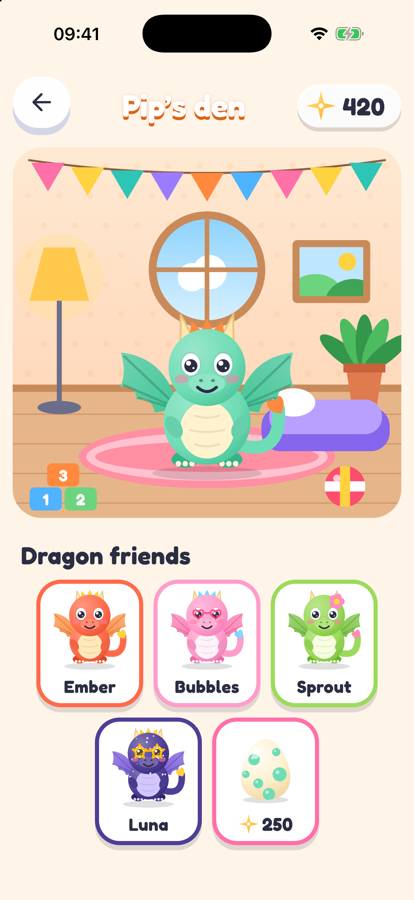 09:41
Pip's den
420
3
1 2
Dragon friends
Ember
Bubbles
Sprout
Luna
250